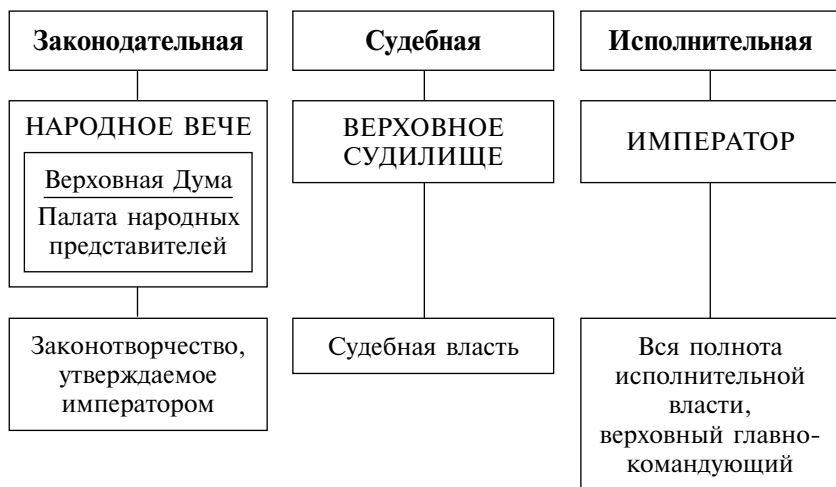 Законодательная
НАРОДНОЕ ВЕЧЕ
Верховная Дума
Палата народных
представителей
Законотворчество,
утверждаемое
императором
Судебная
ВЕРХОВНОЕ
СУДИЛИЩЕ
Судебная власть
Исполнительная
ИМПЕРАТОР
Вся полнота
исполнительной
власти,
верховный главно-
командующий